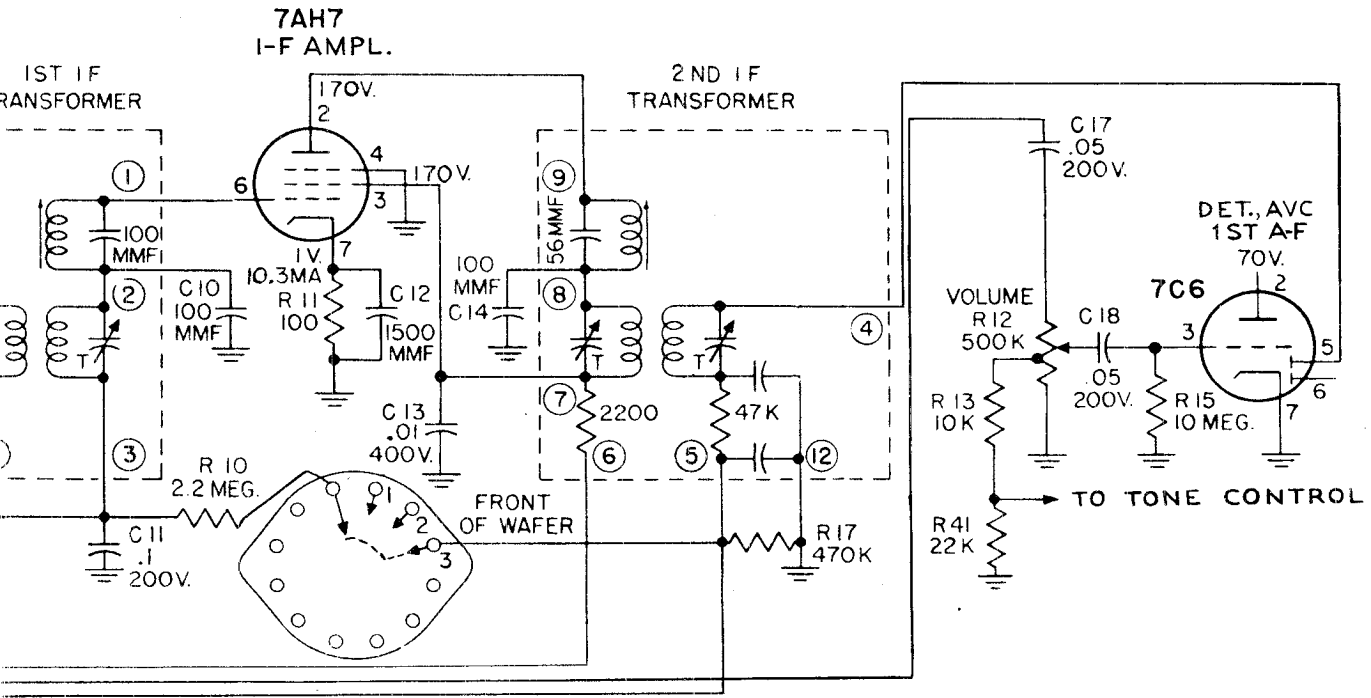 7AH7
I-F AMPL.
1ST IF
RANSFORMER
2ND IF
TRANSFORMER
170V.
2
4
170V.
3
6
7
1V.
10.3MA
R11
100
C12
1500
MMF
1
100
MMF
2
C10
100
MMF
T
3
R 10
2.2 MEG.
C11
.1
200V.
C13
.01
400V.
1
2
3
FRONT
OF WAFER
9
56MMF
100
MMF
C14
8
T
7
2200
6
T
4
47K
5
12
R17
470K
C17
.05
200V.
DET., AVC
1ST A-F
70V.
7C6
2
3
5
6
7
VOLUME
R12
500K
C18
.05
200V.
R15
10 MEG.
R13
10K
TO TONE CONTROL
R41
22K